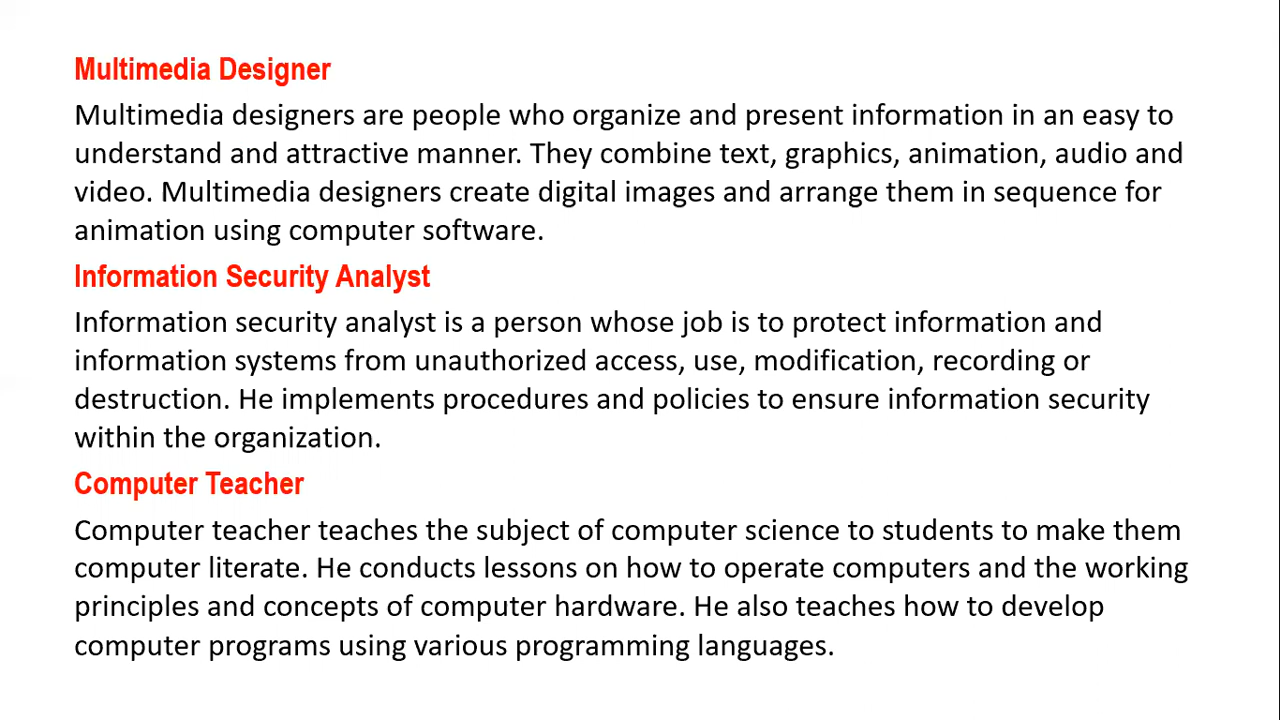 Multimedia Designer
Multimedia designers are people who organize and present information in an easy to
understand and attractive manner. They combine text, graphics, animation, audio and
video. Multimedia designers create digital images and arrange them in sequence for
animation using computer software.
Information Security Analyst
Information security analyst is a person whose job is to protect information and
information systems from unauthorized access, use, modification, recording or
destruction. He implements procedures and policies to ensure information security
within the organization.
Computer Teacher
Computer teacher teaches the subject of computer science to students to make them
computer literate. He conducts lessons on how to operate computers and the working
principles and concepts of computer hardware. He also teaches how to develop
computer programs using various programming languages.